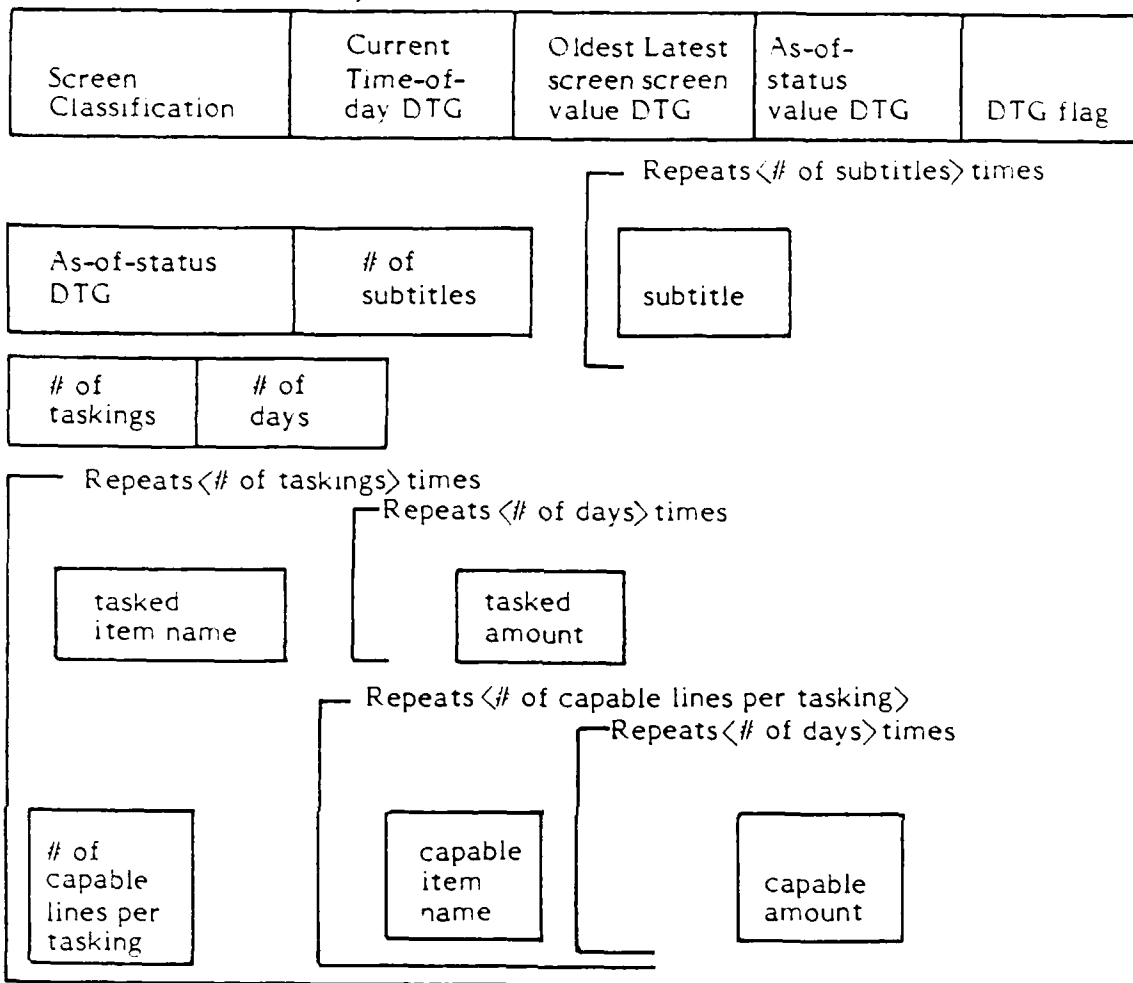 Screen
Classification
Current
Time-of-
day DTG
Oldest Latest
screen screen
value DTG
As-of-
status
value DTG
DTG flag
Repeats <# of subtitles> times
As-of-status
DTG
# of
subtitles
subtitle
# of
taskings
# of
days
Repeats <# of taskings> times
Repeats <# of days> times
tasked
item name
tasked
amount
Repeats <# of capable lines per tasking>
Repeats <# of days> times
# of
capable
lines per
tasking
capable
item
name
capable
amount